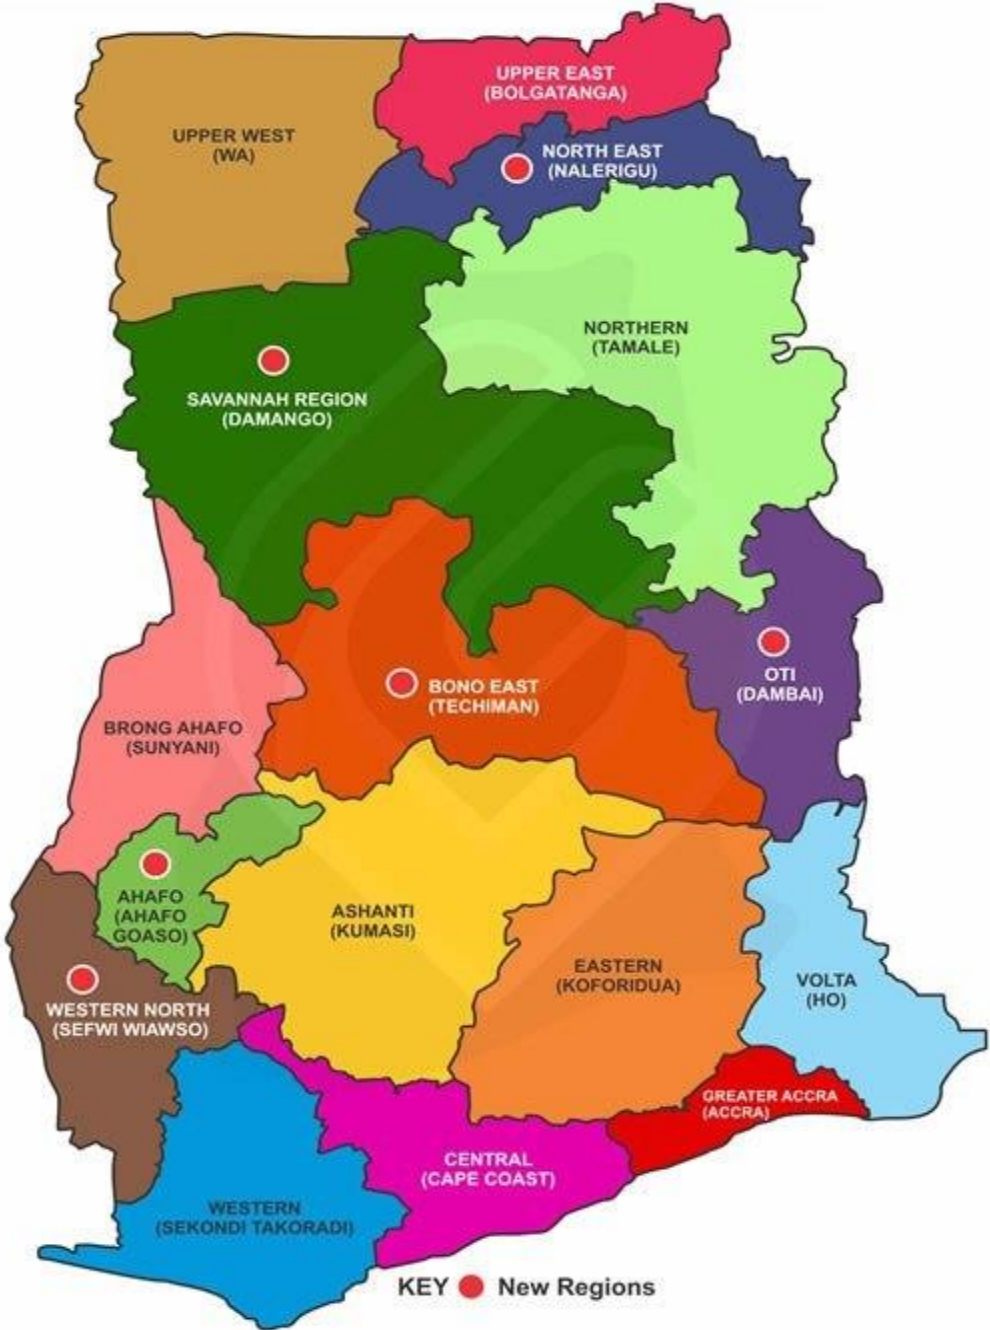 UPPER EAST
(BOLGATANGA)
UPPER WEST
(WA)
NORTH EAST
(NALERIGU)
NORTHERN
(TAMALE)
SAVANNAH REGION
(DAMANGO)
OTI
(DAMBAI)
BONO EAST
(TECHIMAN)
BRONG AHAFO
(SUNYANI)
AHAFO
(AHAFO
GOASO)
ASHANTI
(KUMASI)
EASTERN
(KOFORIDUA)
VOLTA
(HO)
WESTERN NORTH
(SEFWI WIAWSO)
GREATER ACCRA
(ACCRA)
CENTRAL
(CAPE COAST)
WESTERN
(SEKONDI TAKORADI)
KEY New Regions